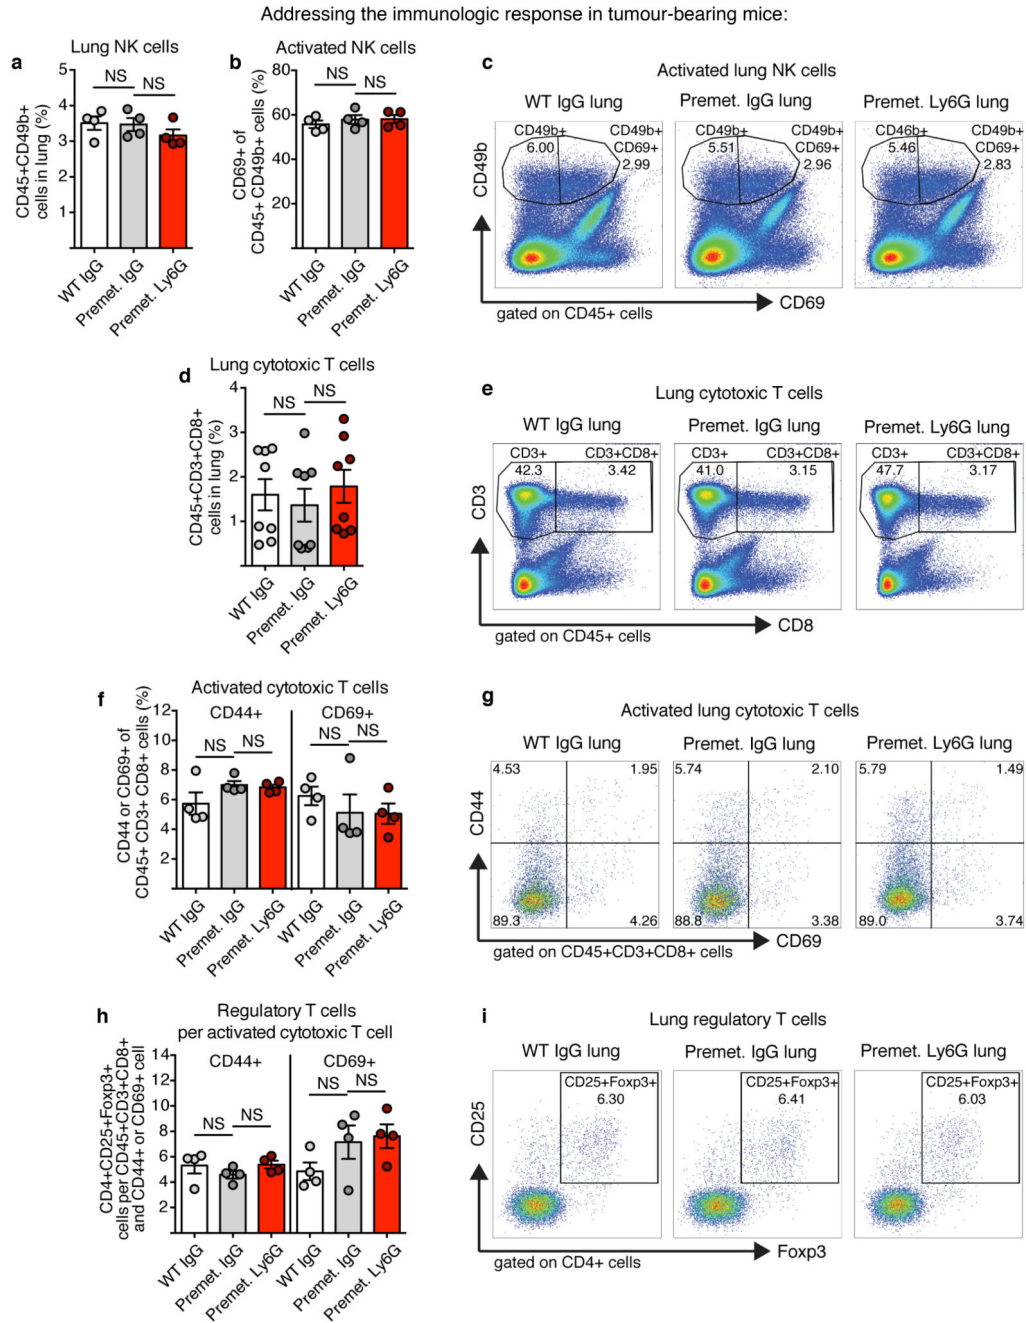 Addressing the immunologic response in tumour-bearing mice:
a
Lung NK cells
CD45+CD49b+
cells in lung (%)
5
4
3
2
1
NS
NS
WT IgG
Premet. IgG
Premet. Ly6G
b
Activated NK cells
CD69+ of
CD45+ CD49b+ cells (%)
80
60
40
20
NS
NS
WT IgG
Premet. IgG
Premet. Ly6G
c
Activated lung NK cells
WT IgG lung
Premet. IgG lung
Premet. Ly6G lung
CD49b+
6.00
CD49b+
CD69+
2.99
CD49b+
5.51
CD49b+
CD69+
2.96
CD46b+
5.46
CD49b+
CD69+
2.83
CD49b
CD69
gated on CD45+ cells
d
Lung cytotoxic T cells
CD45+CD3+CD8+
cells in lung (%)
4
3
2
1
NS
NS
WT IgG
Premet. IgG
Premet. Ly6G
e
Lung cytotoxic T cells
WT IgG lung
Premet. IgG lung
Premet. Ly6G lung
CD3+
42.3
CD3+CD8+
3.42
CD3+
41.0
CD3+CD8+
3.15
CD3+
47.7
CD3+CD8+
3.17
CD3
CD8
gated on CD45+ cells
f
Activated cytotoxic T cells
CD44 or CD69+ of
CD45+ CD3+ CD8+ cells (%)
12
10
8
6
4
2
CD44+
CD69+
NS
NS
NS
NS
WT IgG
Premet. IgG
Premet. Ly6G
WT IgG
Premet. IgG
Premet. Ly6G
g
Activated lung cytotoxic T cells
WT IgG lung
Premet. IgG lung
Premet. Ly6G lung
4.53
1.95
89.3
4.26
5.74
2.10
88.8
3.38
5.79
1.49
89.0
3.74
CD44
CD69
gated on CD45+CD3+CD8+ cells
h
Regulatory T cells
per activated cytotoxic T cell
CD4+CD25+Foxp3+
cells per CD45+CD3+CD8+
and CD44+ or CD69+ cell
14
12
10
8
6
4
2
CD44+
CD69+
NS
NS
NS
NS
WT IgG
Premet. IgG
Premet. Ly6G
WT IgG
Premet. IgG
Premet. Ly6G
i
Lung regulatory T cells
WT IgG lung
Premet. IgG lung
Premet. Ly6G lung
CD25+Foxp3+
6.30
CD25+Foxp3+
6.41
CD25+Foxp3+
6.03
CD25
Foxp3
gated on CD4+ cells